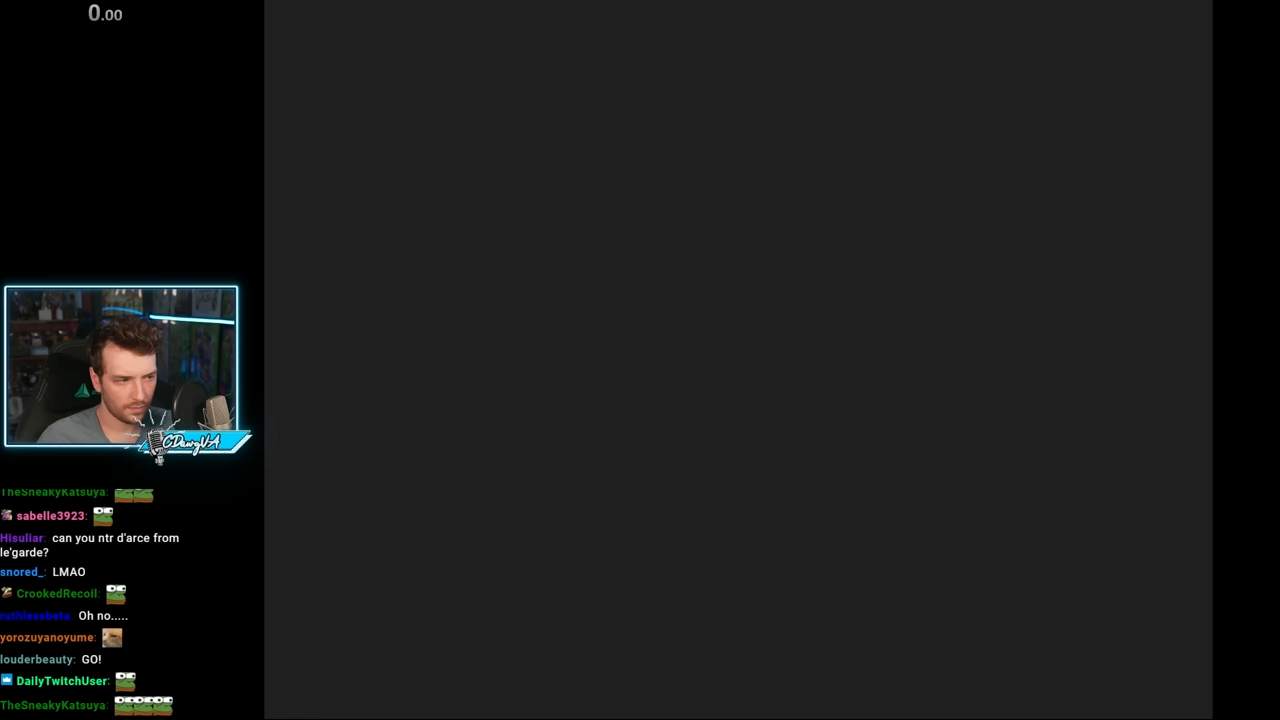 0.00
CDawgVA
TheSneakyKatsuya:
sabelle3923:
Hisuliar: can you ntr d'arce from
le'garde?
snored_: LMAO
CrookedRecoil:
ruthlessbeta: Oh no.....
yorozuyanoyume:
louderbeauty: GO!
DailyTwitchUser:
TheSneakyKatsuya: